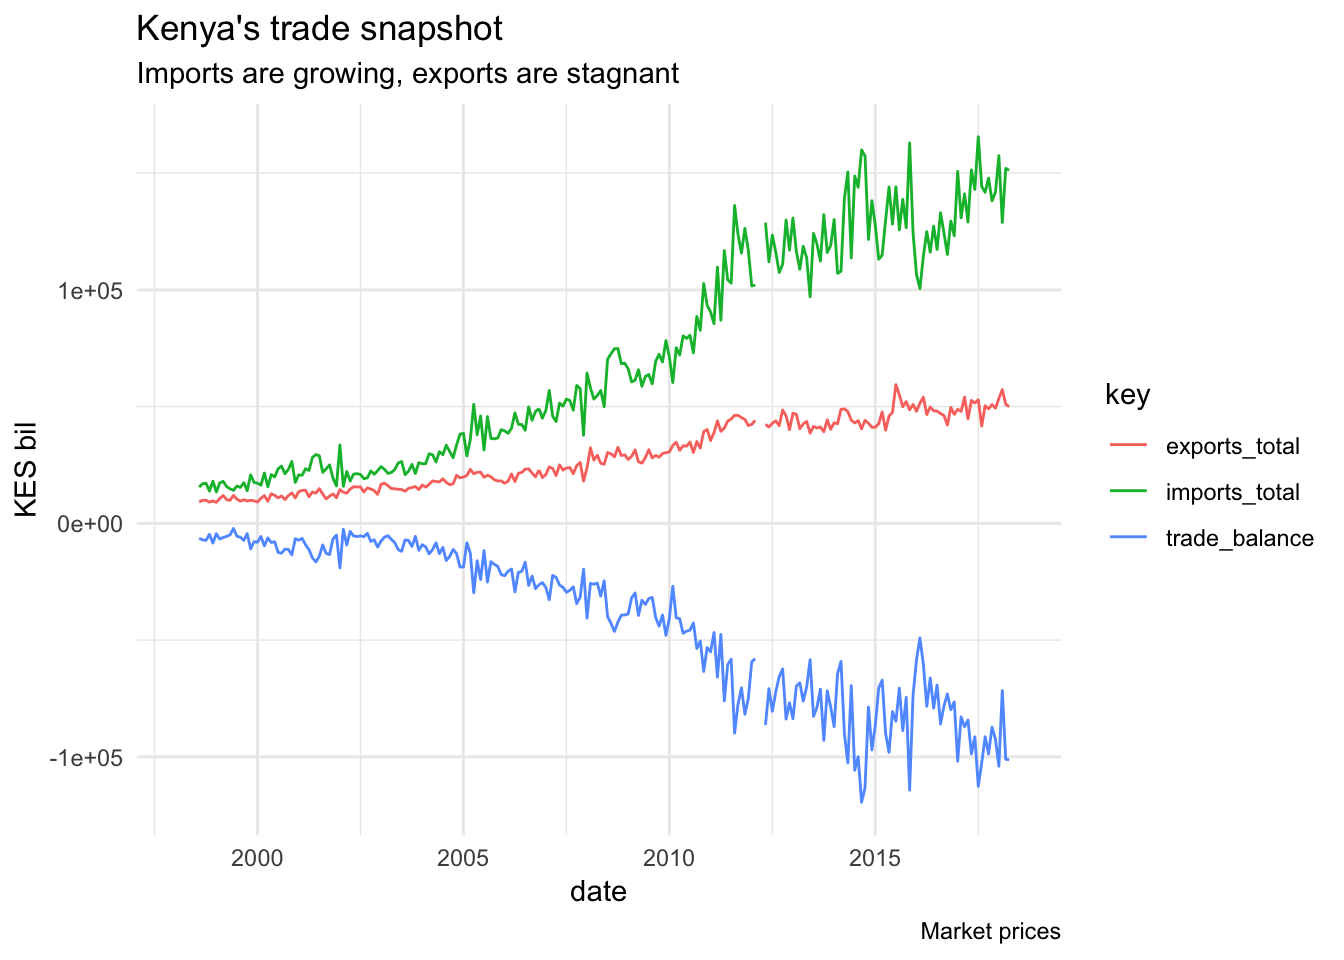 Kenya's trade snapshot
Imports are growing, exports are stagnant
KES bil
1e+05
0e+00
-1e+05
2000
2005
2010
2015
date
key
exports_total
imports_total
trade_balance
Market prices